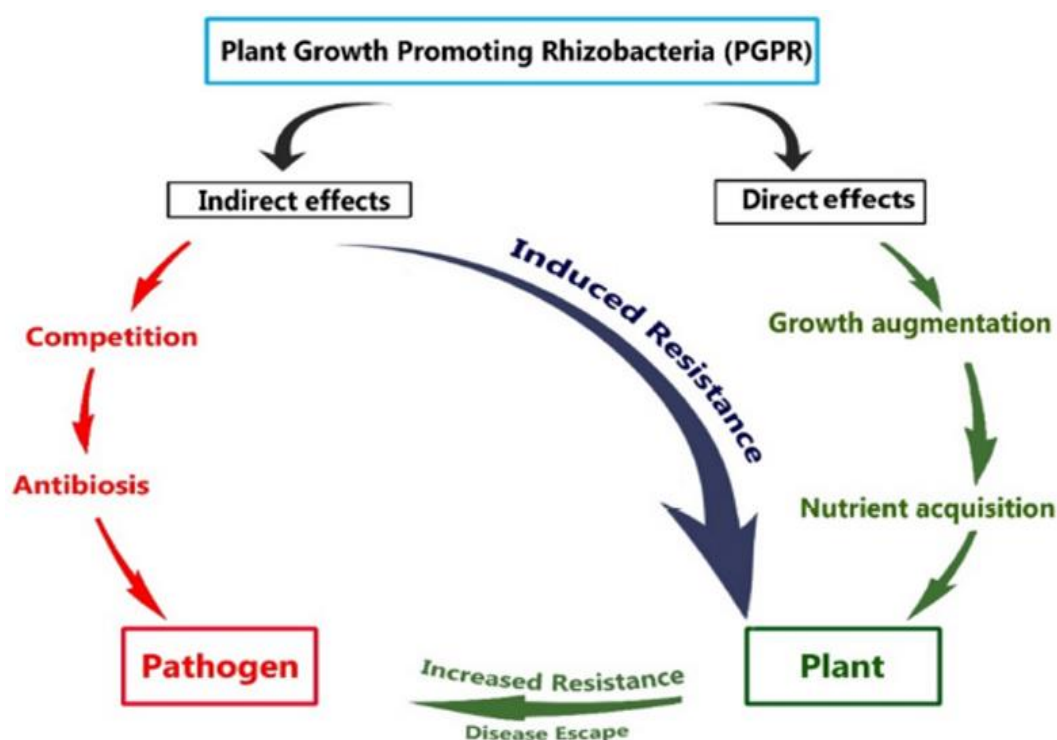 Plant Growth Promoting Rhizobacteria (PGPR)
Indirect effects
Direct effects
Induced Resistance
Competition
Growth augmentation
Antibiosis
Nutrient acquisition
Pathogen
Increased Resistance
Disease Escape
Plant